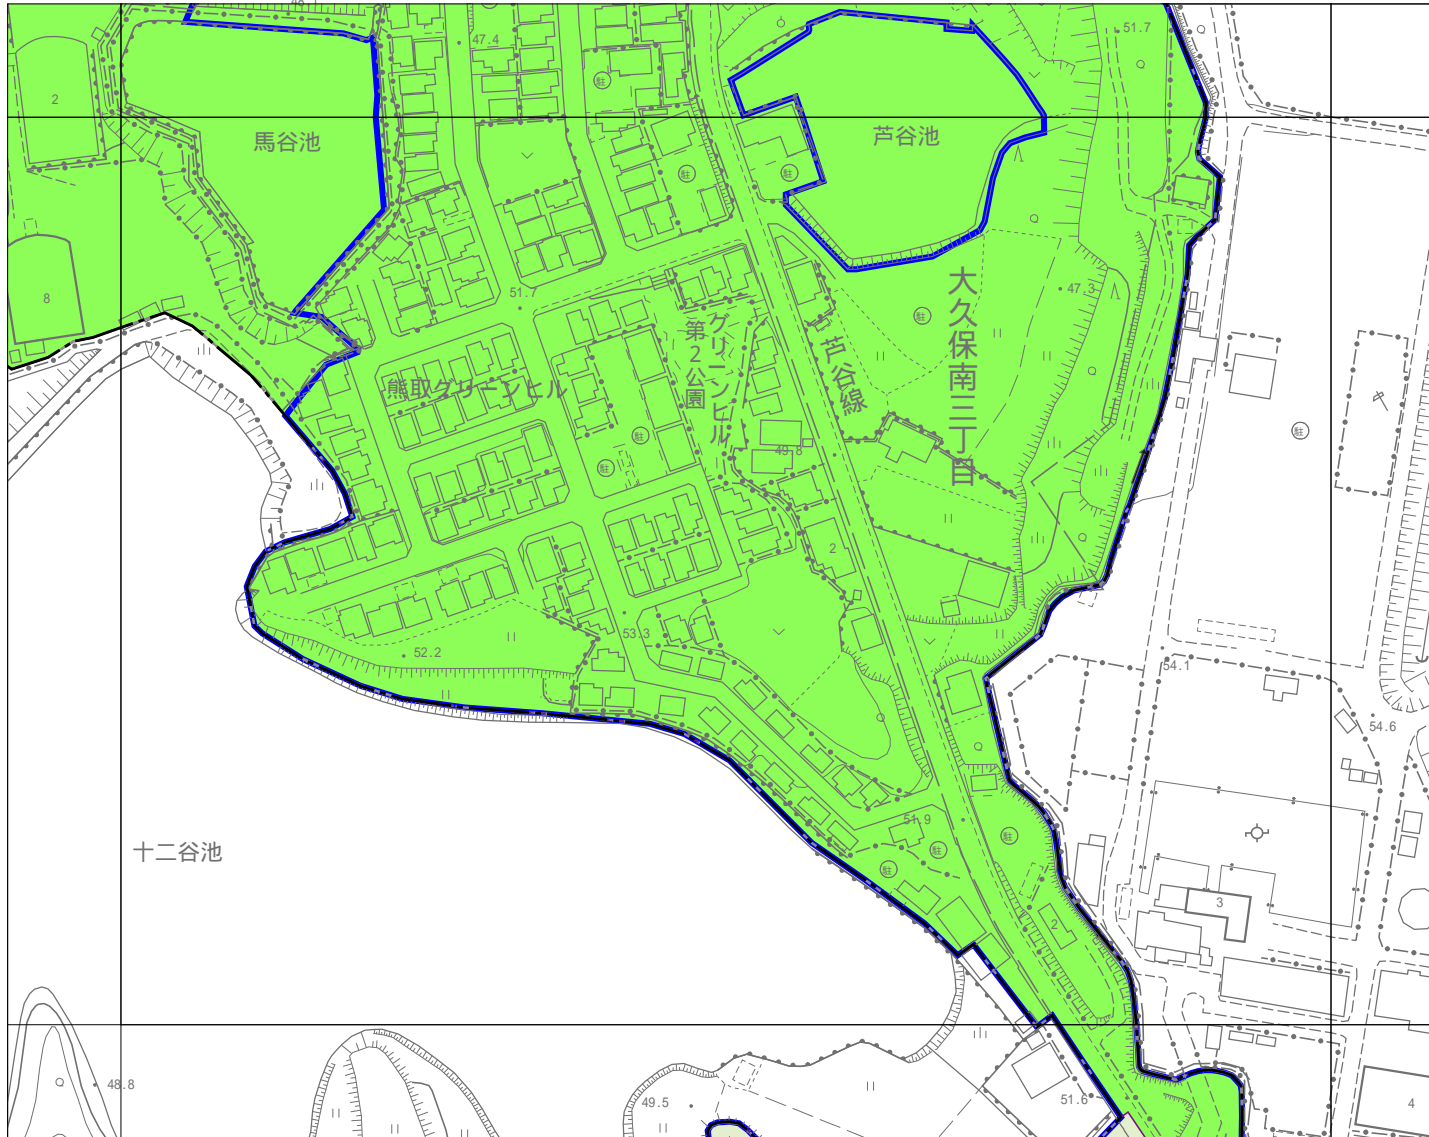 47.4
51.7
駐
2
馬谷池
芦谷池
駐
駐
8
51.7
47.3
駐
大久保南三丁目
グリーンヒル
第2公園
芦谷線
熊取グリーンヒル
駐
駐
駐
49.8
2
53.3
52.2
54.1
54.6
51.9
駐
駐
駐
十二谷池
3
2
48.8
49.5
51.6
4